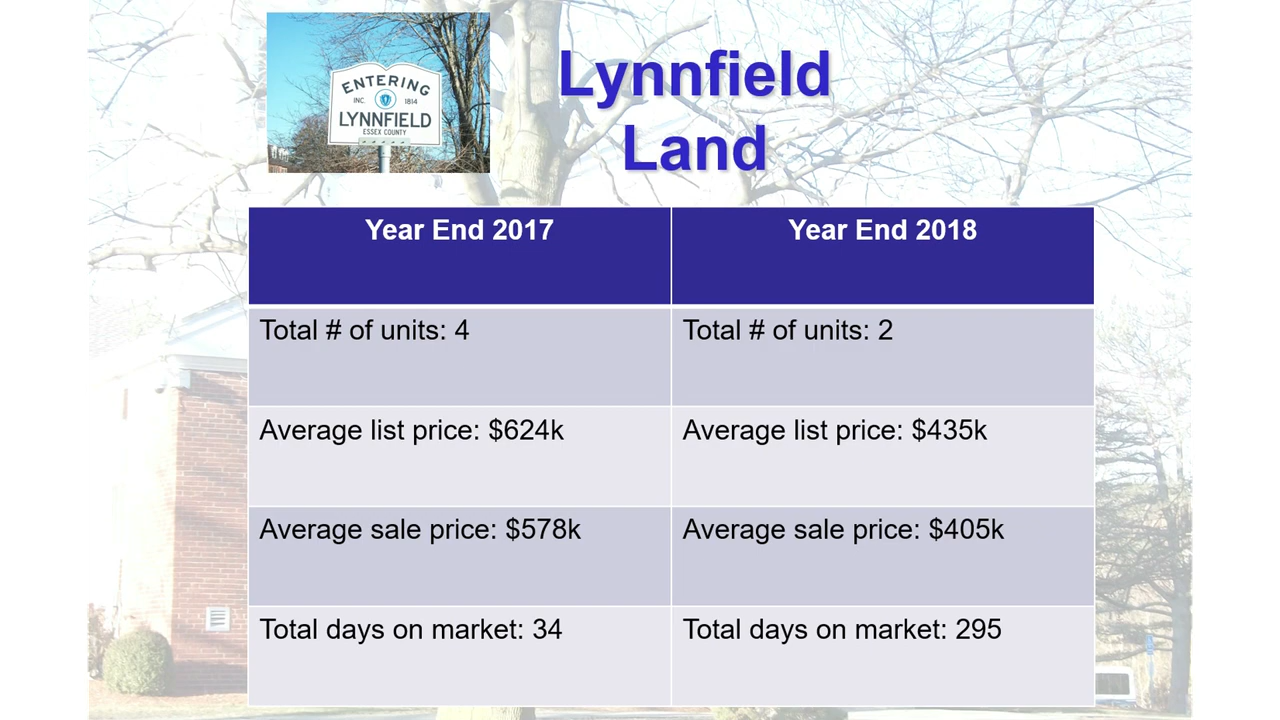 ENTERING
INC. 1814
LYNNFIELD
ESSEX COUNTY
Lynnfield
Land
Year End 2017
Year End 2018
Total # of units: 4
Total # of units: 2
Average list price: $624k
Average list price: $435k
Average sale price: $578k
Average sale price: $405k
Total days on market: 34
Total days on market: 295